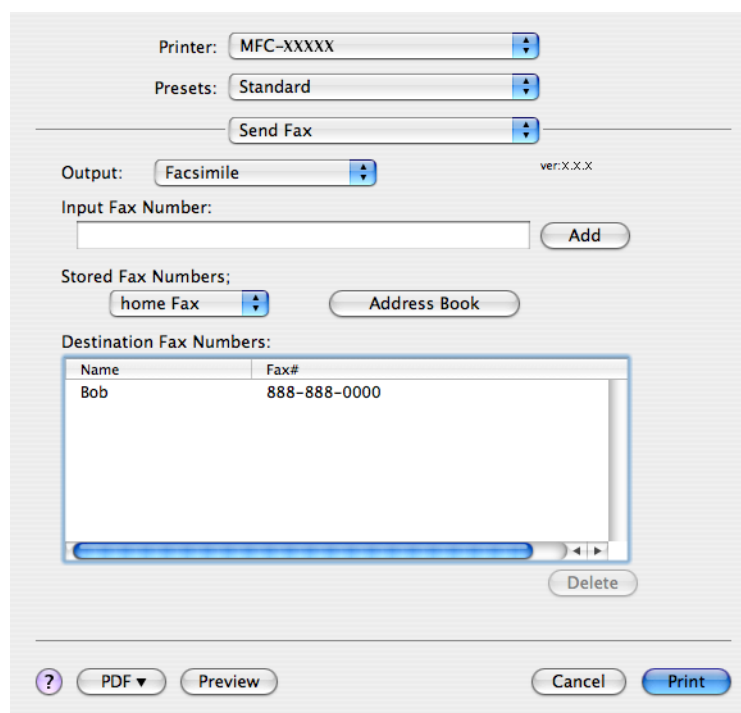 Printer: MFC-XXXXX
Presets: Standard
Send Fax
Output: Facsimile ver:X.X.X
Input Fax Number:
Add
Stored Fax Numbers;
home Fax Address Book
Destination Fax Numbers:
Name Fax#
Bob 888-888-0000
Delete
? PDF ▼ Preview Cancel Print